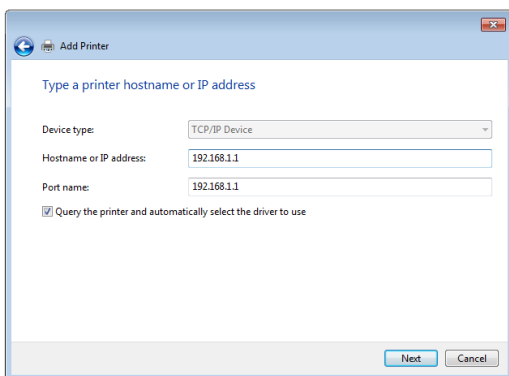 Add Printer
Type a printer hostname or IP address
Device type: TCP/IP Device
Hostname or IP address: 192.168.1.1
Port name: 192.168.1.1
Query the printer and automatically select the driver to use
Next Cancel